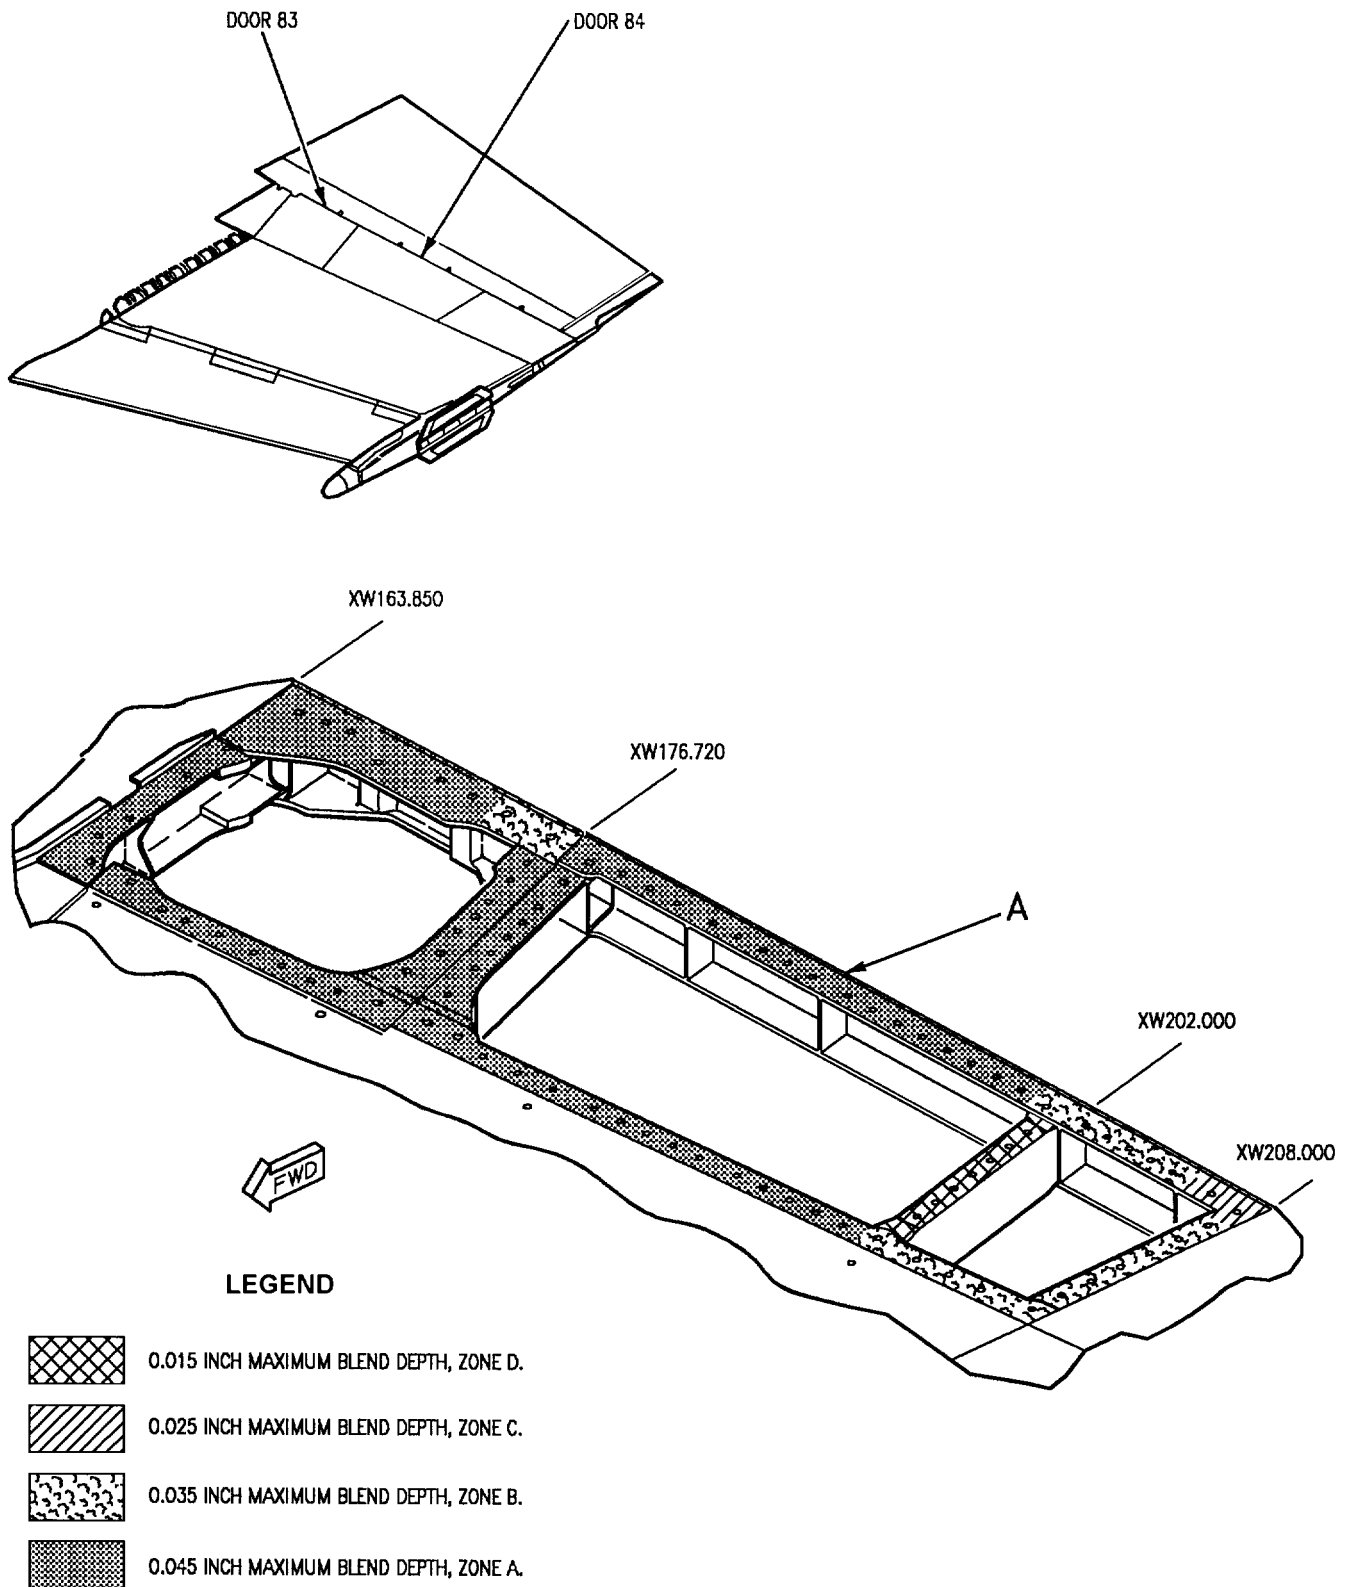 DOOR 83
DOOR 84
XW163.850
XW176.720
A
XW202.000
XW208.000
FWD
LEGEND
0.015 INCH MAXIMUM BLEND DEPTH, ZONE D.
0.025 INCH MAXIMUM BLEND DEPTH, ZONE C.
0.035 INCH MAXIMUM BLEND DEPTH, ZONE B.
0.045 INCH MAXIMUM BLEND DEPTH, ZONE A.